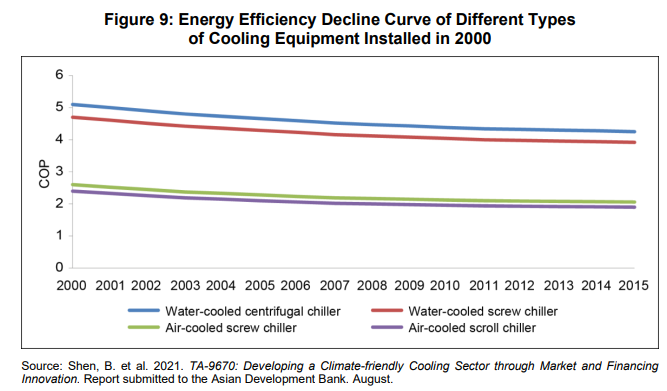 Figure 9: Energy Efficiency Decline Curve of Different Types
of Cooling Equipment Installed in 2000
6
5
4
3
2
1
0
COP
2000 2001 2002 2003 2004 2005 2006 2007 2008 2009 2010 2011 2012 2013 2014 2015
Water-cooled centrifugal chiller Water-cooled screw chiller
Air-cooled screw chiller Air-cooled scroll chiller
Source: Shen, B. et al. 2021. TA-9670: Developing a Climate-friendly Cooling Sector through Market and Financing
Innovation. Report submitted to the Asian Development Bank. August.